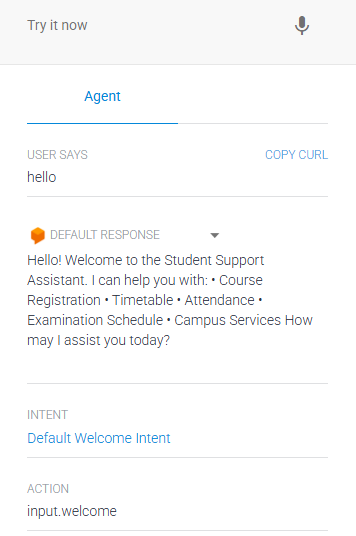 Try it now
Agent
USER SAYS COPY CURL
hello
DEFAULT RESPONSE
Hello! Welcome to the Student Support
Assistant. I can help you with: • Course
Registration • Timetable • Attendance •
Examination Schedule • Campus Services How
may I assist you today?
INTENT
Default Welcome Intent
ACTION
input.welcome